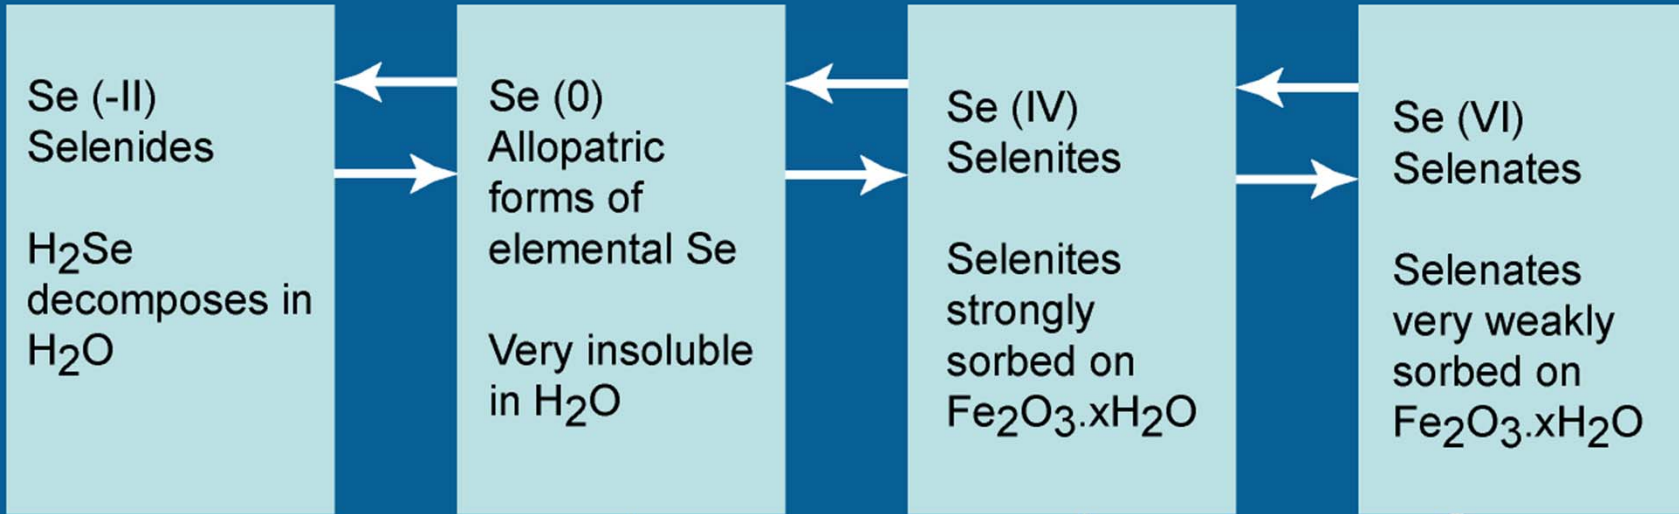 Se (-II)
Selenides
H2Se
decomposes in
H2O
Se (0)
Allopatric
forms of
elemental Se
Very insoluble
in H2O
Se (IV)
Selenites
Selenites
strongly
sorbed on
Fe2O3.xH2O
Se (VI)
Selenates
Selenates
very weakly
sorbed on
Fe2O3.xH2O